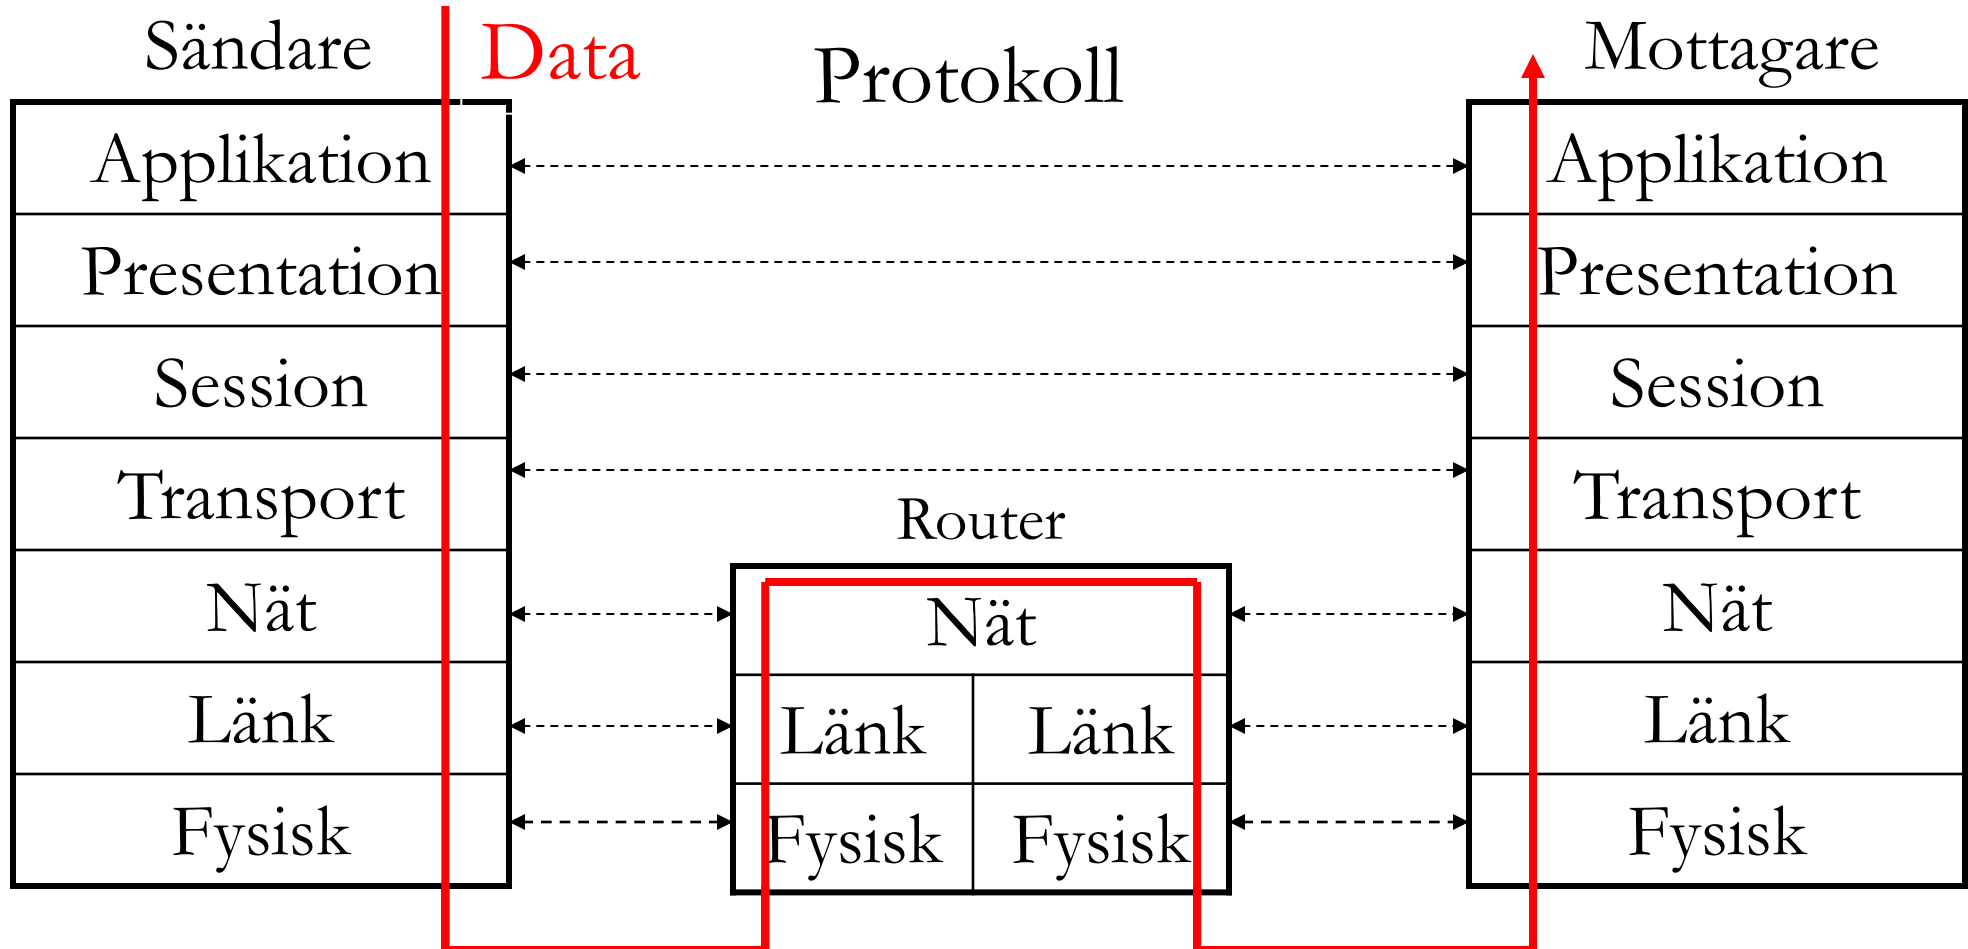 Sändare
Data
Protokoll
Mottagare
Applikation
Presentation
Session
Transport
Nät
Länk
Fysisk
Router
Nät
Länk Länk
Fysisk Fysisk
Applikation
Presentation
Session
Transport
Nät
Länk
Fysisk